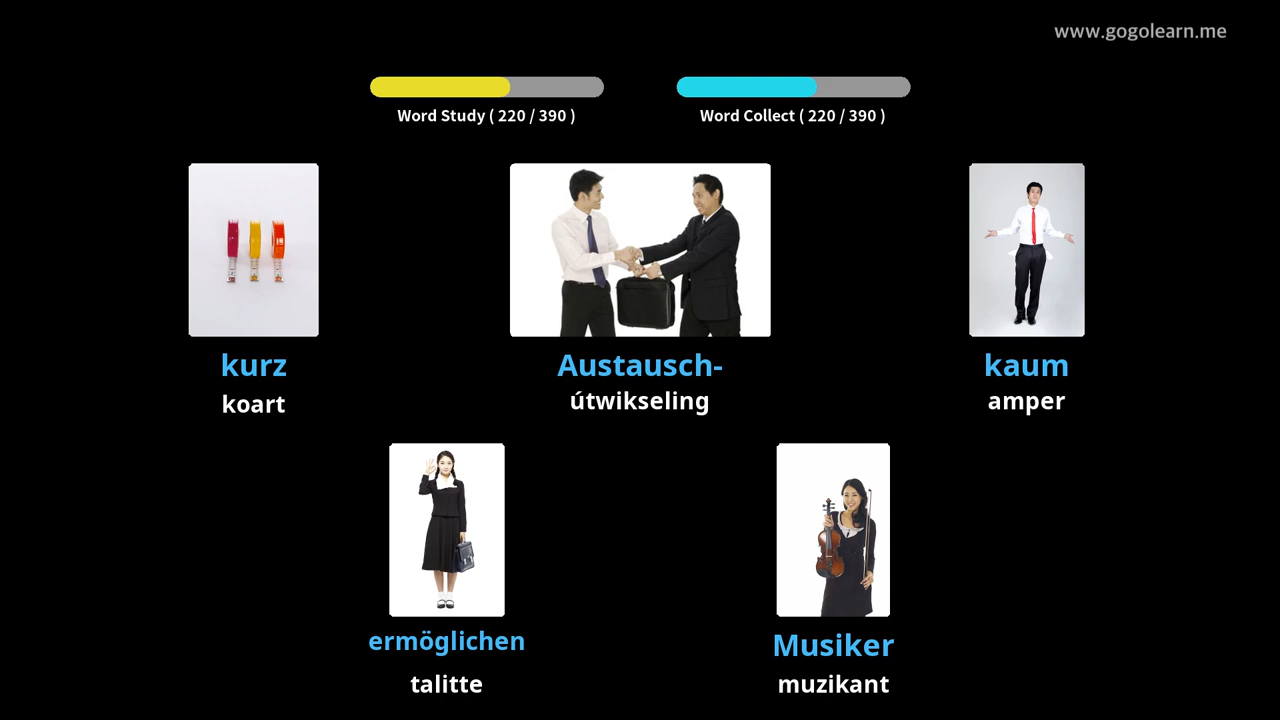 www.gogolearn.me
Word Study ( 220 / 390 )
Word Collect ( 220 / 390 )
kurz
koart
Austausch-
útwikseling
kaum
amper
ermöglichen
talitte
Musiker
muzikant